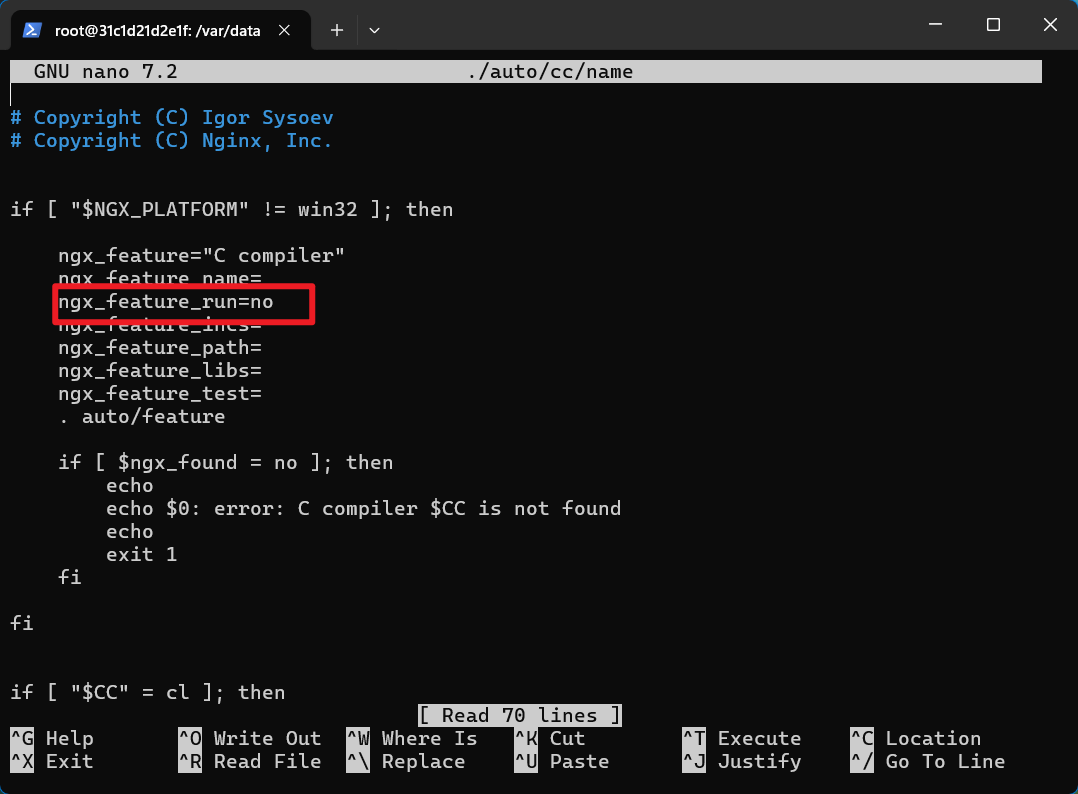 root@31c1d21d2e1f: /var/data
GNU nano 7.2 ./auto/cc/name
# Copyright (C) Igor Sysoev
# Copyright (C) Nginx, Inc.
if [ "$NGX_PLATFORM" != win32 ]; then
ngx_feature="C compiler"
ngx_feature_name=
ngx_feature_run=no
ngx_feature_incs=
ngx_feature_path=
ngx_feature_libs=
ngx_feature_test=
. auto/feature
if [ $ngx_found = no ]; then
echo
echo $0: error: C compiler $CC is not found
echo
exit 1
fi
fi
if [ "$CC" = cl ]; then
[ Read 70 lines ]
^G Help ^O Write Out ^W Where Is ^K Cut ^T Execute ^C Location
^X Exit ^R Read File ^\ Replace ^U Paste ^J Justify ^/ Go To Line